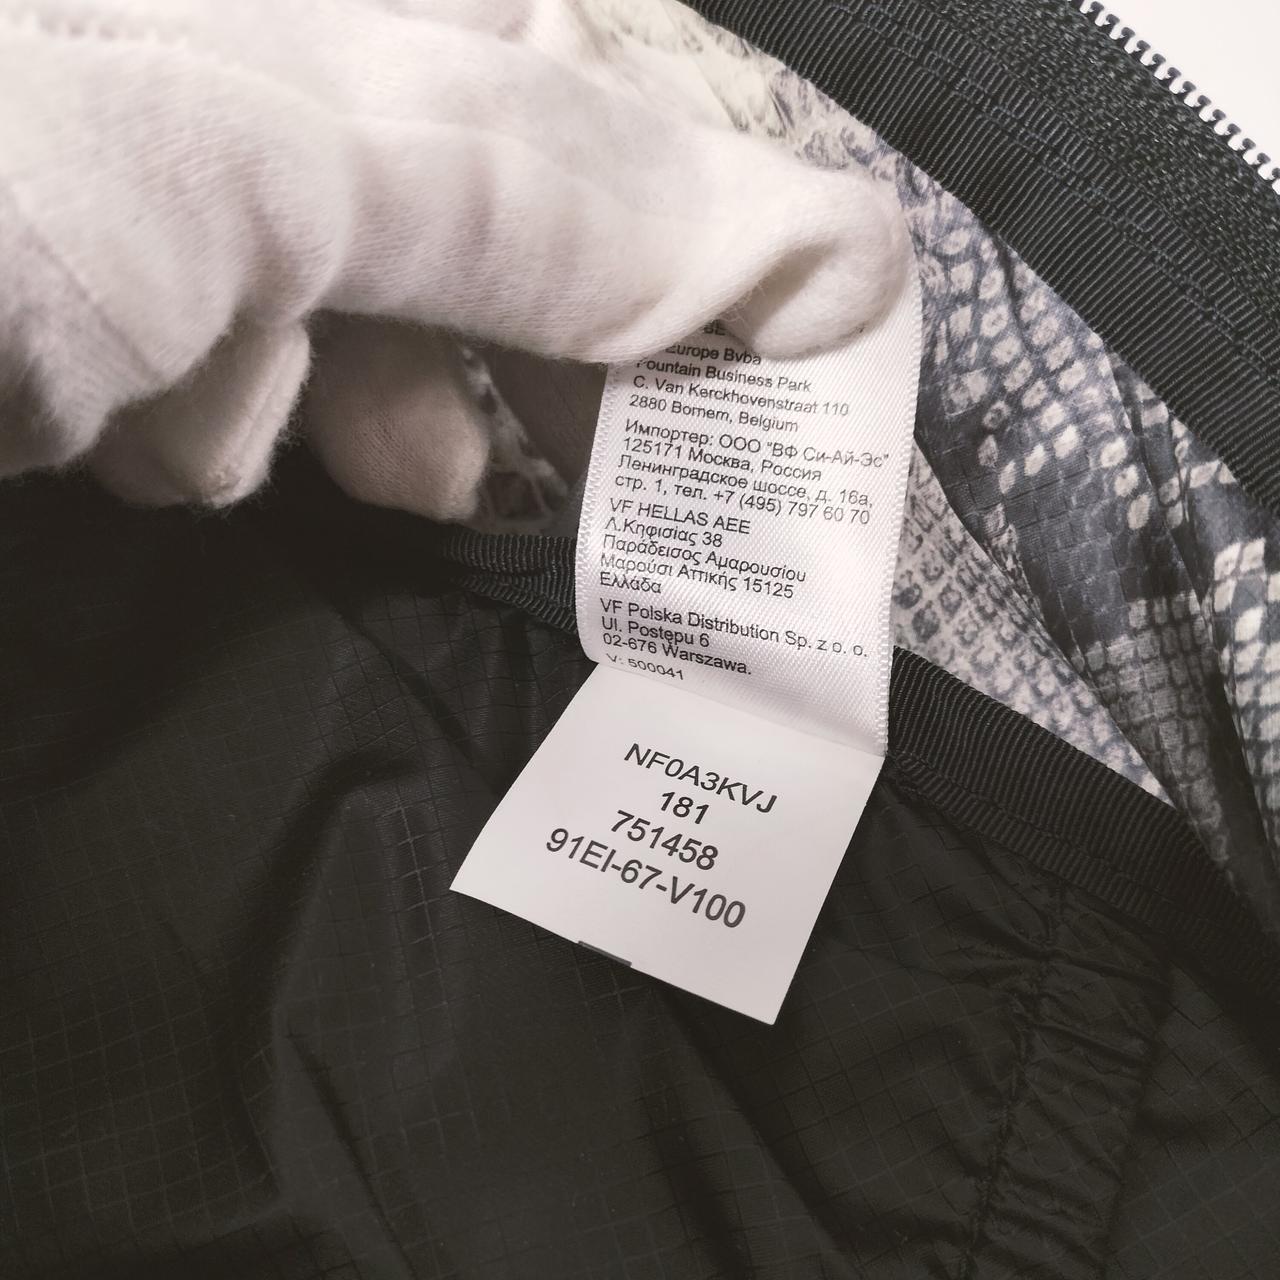 BE
Europe Bvba
Fountain Business Park
C. Van Kerckhovenstraat 110
2880 Bornem, Belgium
Импортер: ООО "ВФ Си-Ай-Эс"
125171 Москва, Россия
Ленинградское шоссе, д. 16а,
стр. 1, тел. +7 (495) 797 60 70
VF HELLAS AEE
Λ.Κηφισίας 38
Παράδεισος Αμαρουσίου
Μαρούσι Αττικής 15125
Ελλάδα
VF Polska Distribution Sp. z o. o.
Ul. Postępu 6
02-676 Warszawa.
V: 500041
NF0A3KVJ
181
751458
91EI-67-V100